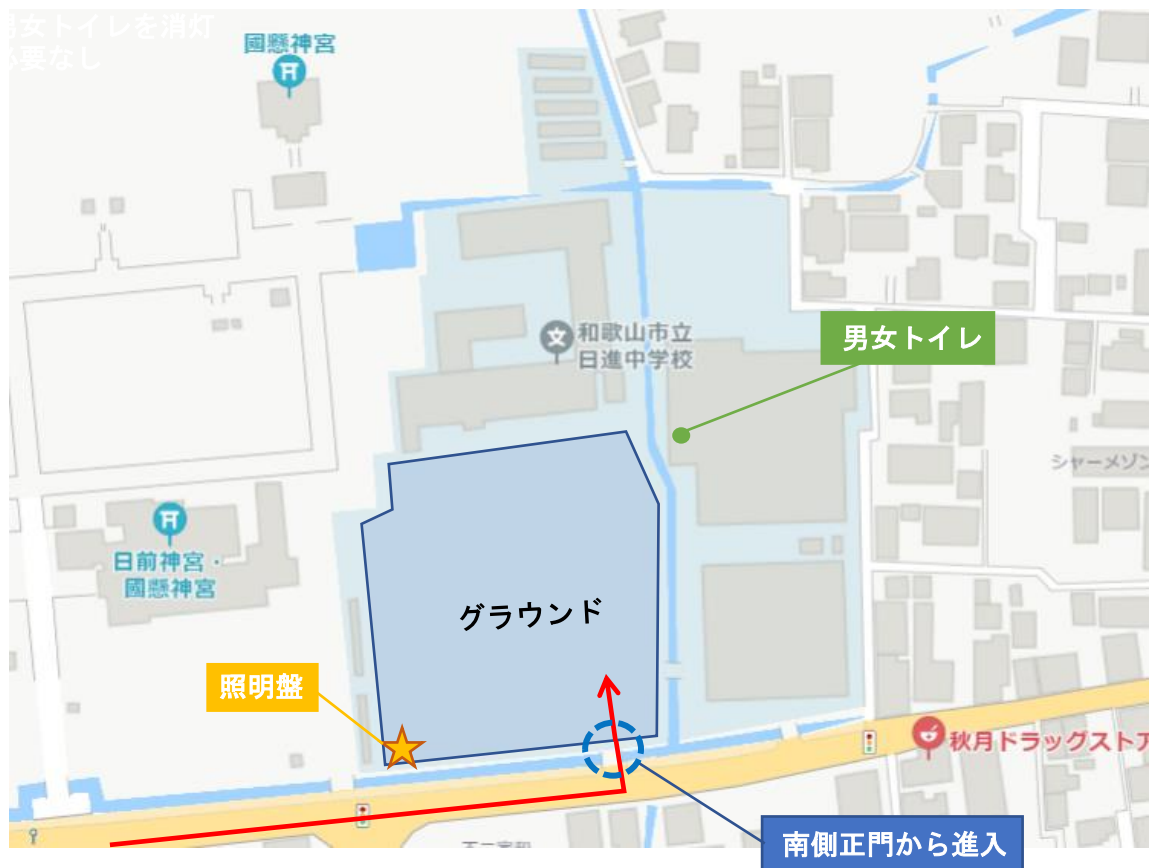 男女トイレを消灯
必要なし
國懸神宮
和歌山市立
日進中学校
男女トイレ
シャーメゾン
日前神宮・
國懸神宮
グラウンド
照明盤
秋月ドラッグストア
南側正門から進入